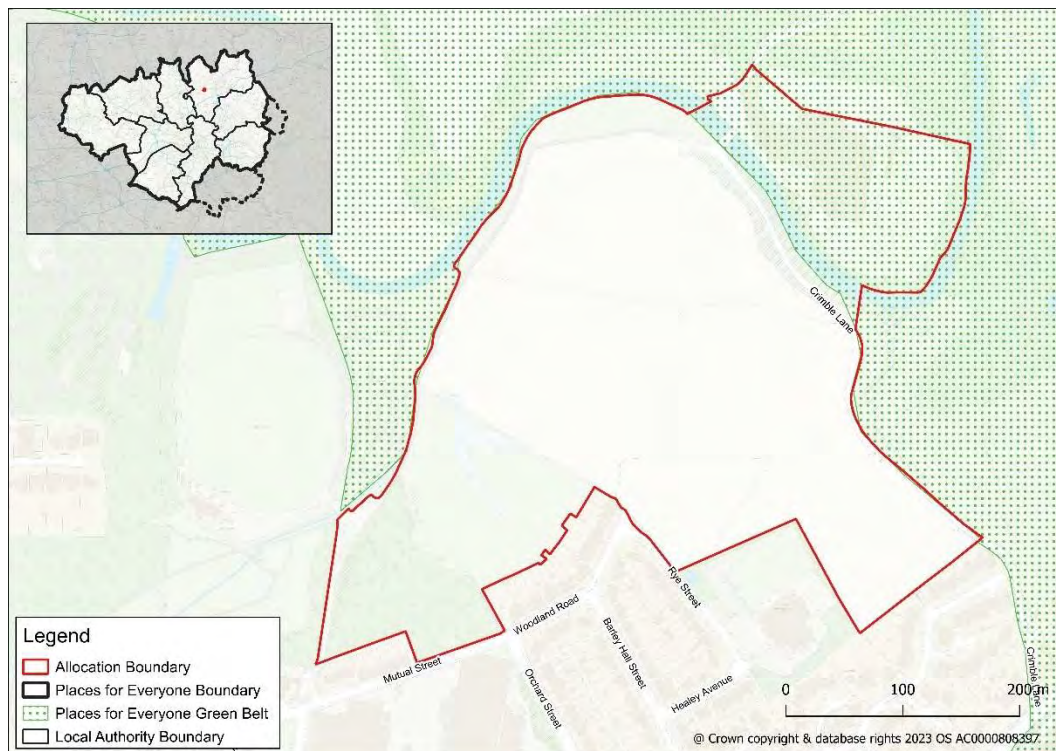 Crimble Lane
Rye Street
Woodland Road
Mutual Street
Barley Hall Street
Orchard Street
Healey Avenue
Crimble Lane
Legend
Allocation Boundary
Places for Everyone Boundary
Places for Everyone Green Belt
Local Authority Boundary
0 100 200 m
@ Crown copyright & database rights 2023 OS AC0000808397